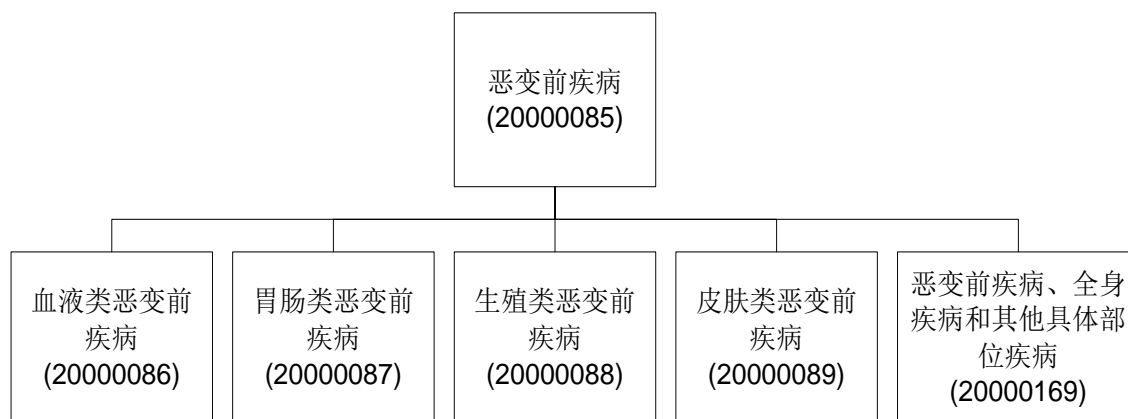 恶变前疾病
(20000085)
血液类恶变前
疾病
(20000086)
胃肠类恶变前
疾病
(20000087)
生殖类恶变前
疾病
(20000088)
皮肤类恶变前
疾病
(20000089)
恶变前疾病、全身
疾病和其他具体部
位疾病
(20000169)